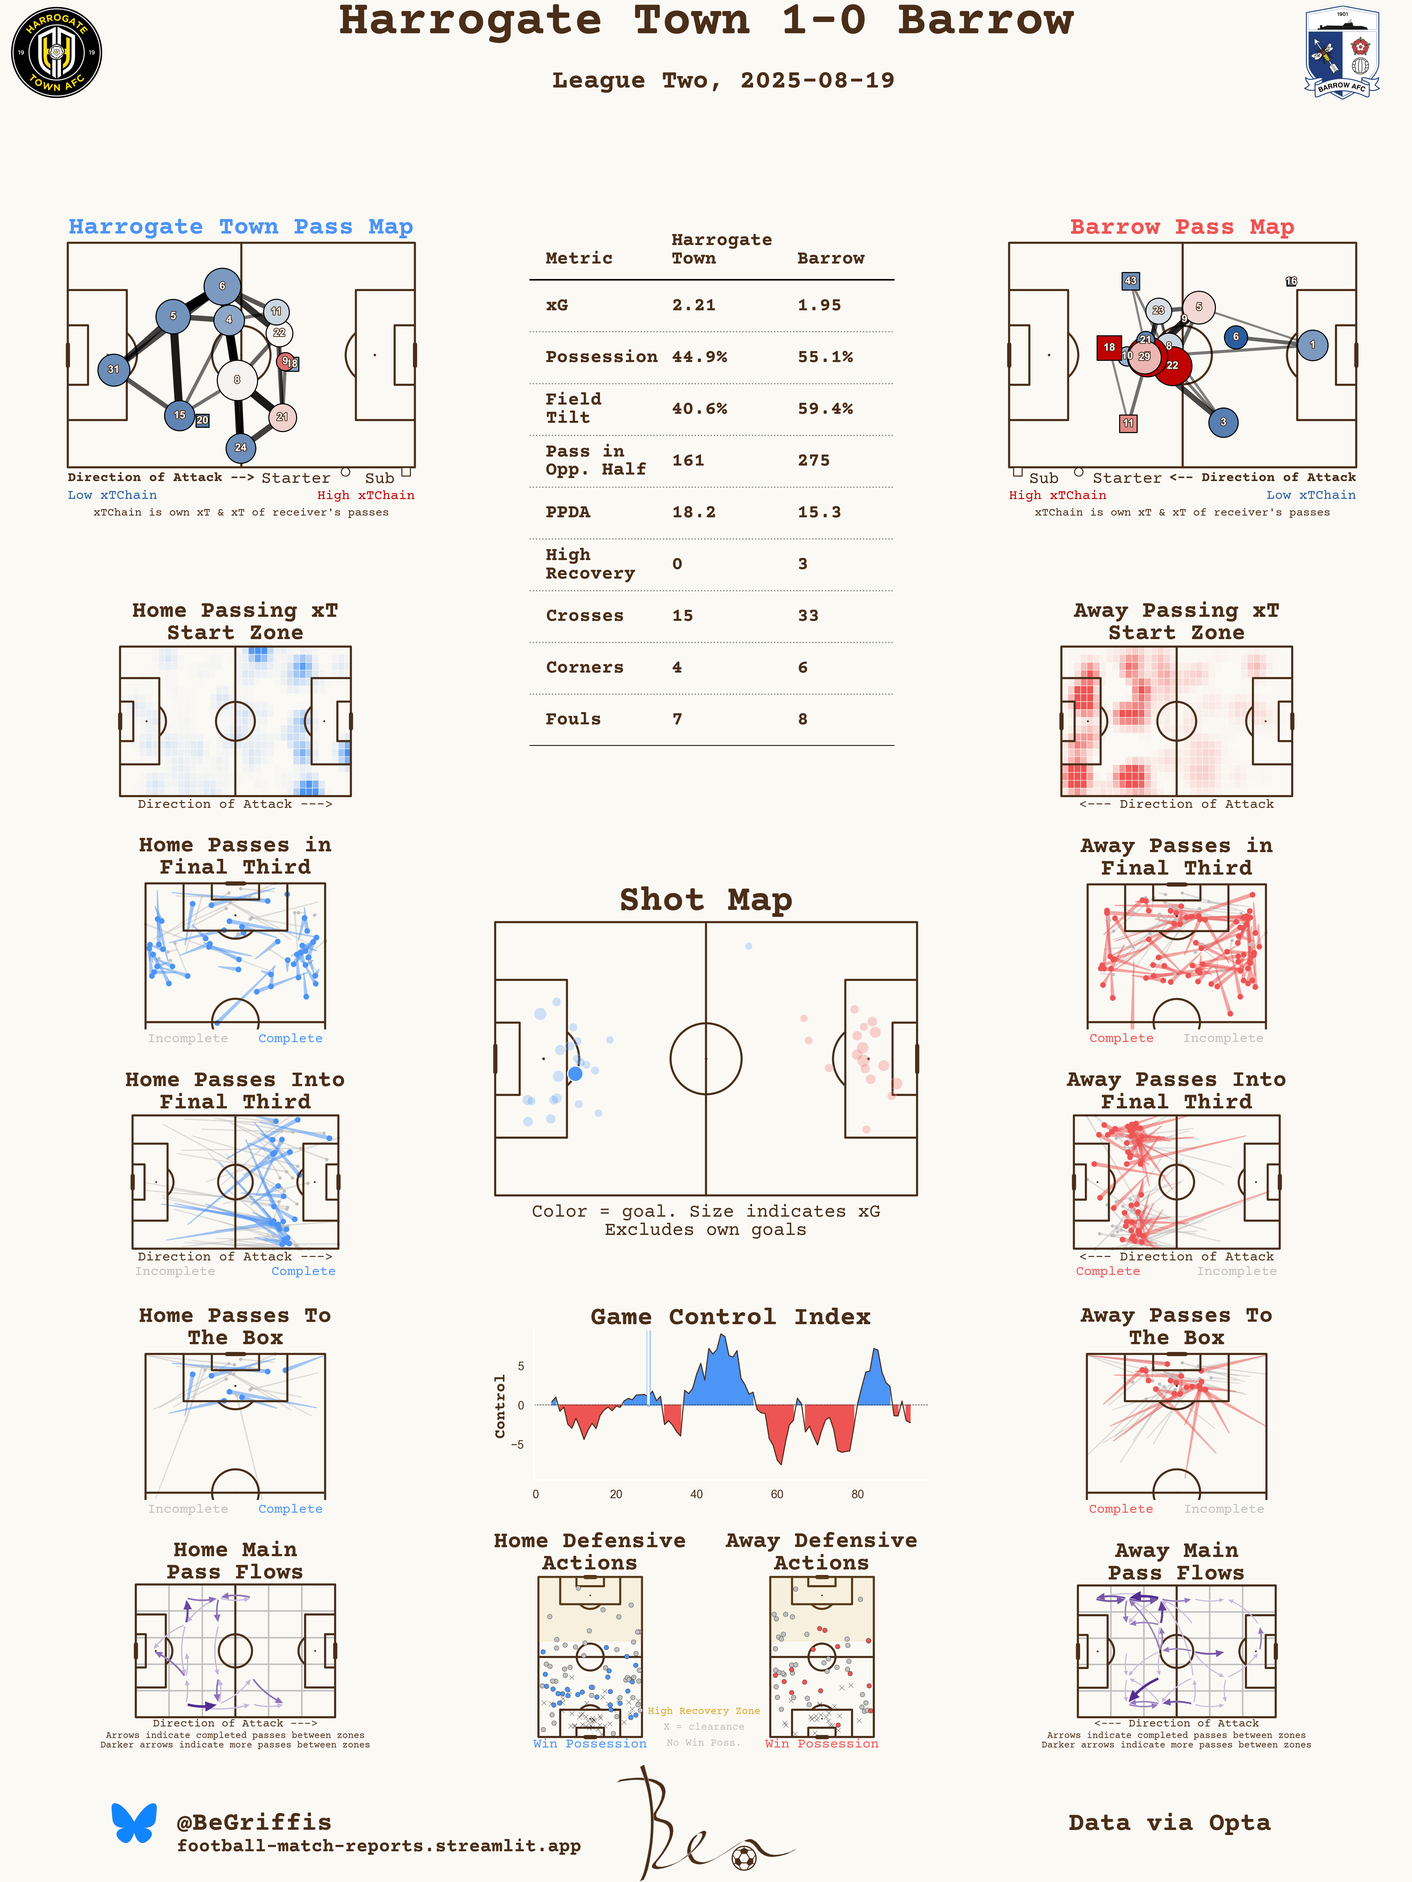 Harrogate Town 1-0 Barrow
League Two, 2025-08-19
HARROGATE
19 19
TOWN AFC
1901
BARROW AFC
Harrogate Town Pass Map
6
5
4
11
22
31
9
18
8
15
20
21
24
Direction of Attack --> Starter Sub
Low xTChain High xTChain
xTChain is own xT & xT of receiver's passes
Metric Harrogate Town Barrow
xG 2.21 1.95
Possession 44.9% 55.1%
Field Tilt 40.6% 59.4%
Pass in Opp. Half 161 275
PPDA 18.2 15.3
High Recovery 0 3
Crosses 15 33
Corners 4 6
Fouls 7 8
Barrow Pass Map
43
16
23
5
9
18
21
8
6
1
10
29
22
11
3
Sub Starter <-- Direction of Attack
High xTChain Low xTChain
xTChain is own xT & xT of receiver's passes
Home Passing xT
Start Zone
Direction of Attack --->
Away Passing xT
Start Zone
<--- Direction of Attack
Home Passes in
Final Third
Incomplete Complete
Away Passes in
Final Third
Complete Incomplete
Shot Map
Color = goal. Size indicates xG
Excludes own goals
Home Passes Into
Final Third
Direction of Attack --->
Incomplete Complete
Away Passes Into
Final Third
<--- Direction of Attack
Complete Incomplete
Home Passes To
The Box
Incomplete Complete
Game Control Index
Control
5
0
−5
0 20 40 60 80
Away Passes To
The Box
Complete Incomplete
Home Main
Pass Flows
Direction of Attack --->
Arrows indicate completed passes between zones
Darker arrows indicate more passes between zones
Home Defensive
Actions
Win Possession
Away Defensive
Actions
Win Possession
High Recovery Zone
X = clearance
No Win Poss.
Away Main
Pass Flows
<--- Direction of Attack
Arrows indicate completed passes between zones
Darker arrows indicate more passes between zones
@BeGriffis
football-match-reports.streamlit.app
Ben
Data via Opta